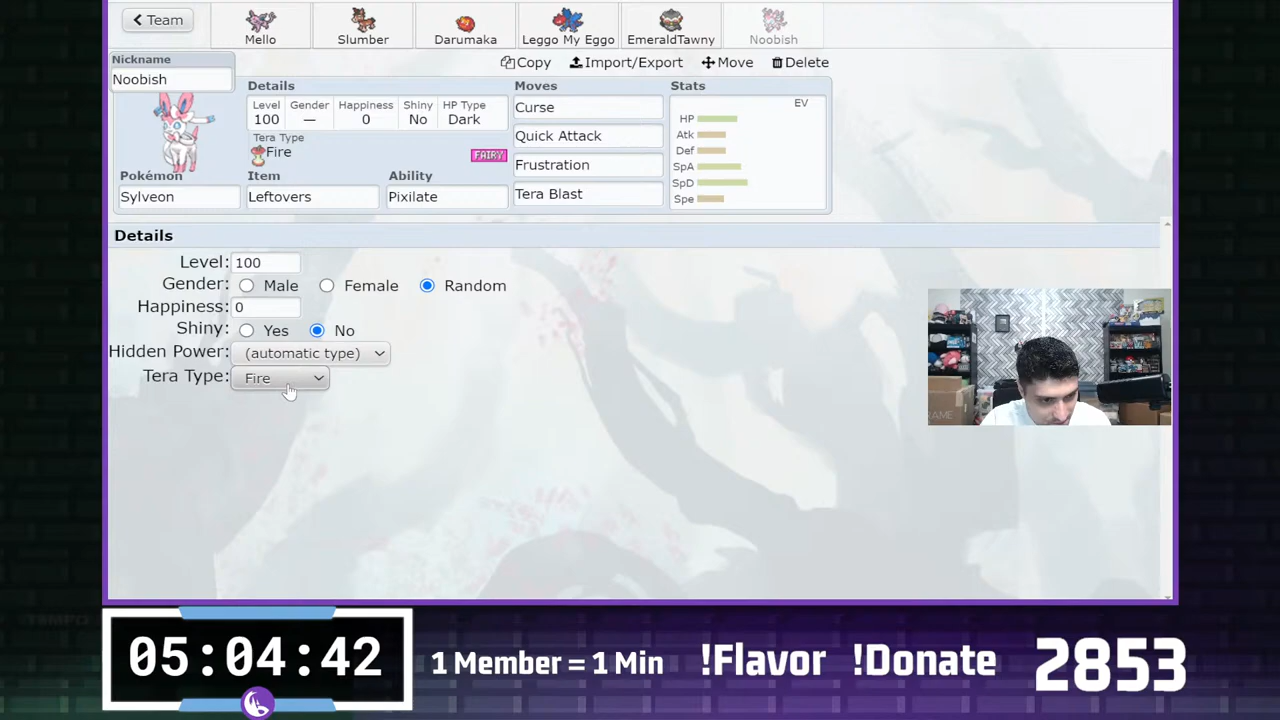 Team
Mello
Slumber
Darumaka
Leggo My Eggo
EmeraldTawny
Noobish
Nickname
Noobish
Copy
Import/Export
Move
Delete
Details
Level
100
Gender
—
Happiness
0
Shiny
No
HP Type
Dark
Tera Type
Fire
FAIRY
Pokémon
Sylveon
Item
Leftovers
Ability
Pixilate
Moves
Curse
Quick Attack
Frustration
Tera Blast
Stats
EV
HP
Atk
Def
SpA
SpD
Spe
Details
Level: 100
Gender: Male Female Random
Happiness: 0
Shiny: Yes No
Hidden Power: (automatic type)
Tera Type: Fire
05:04:42
1 Member = 1 Min
!Flavor !Donate
2853